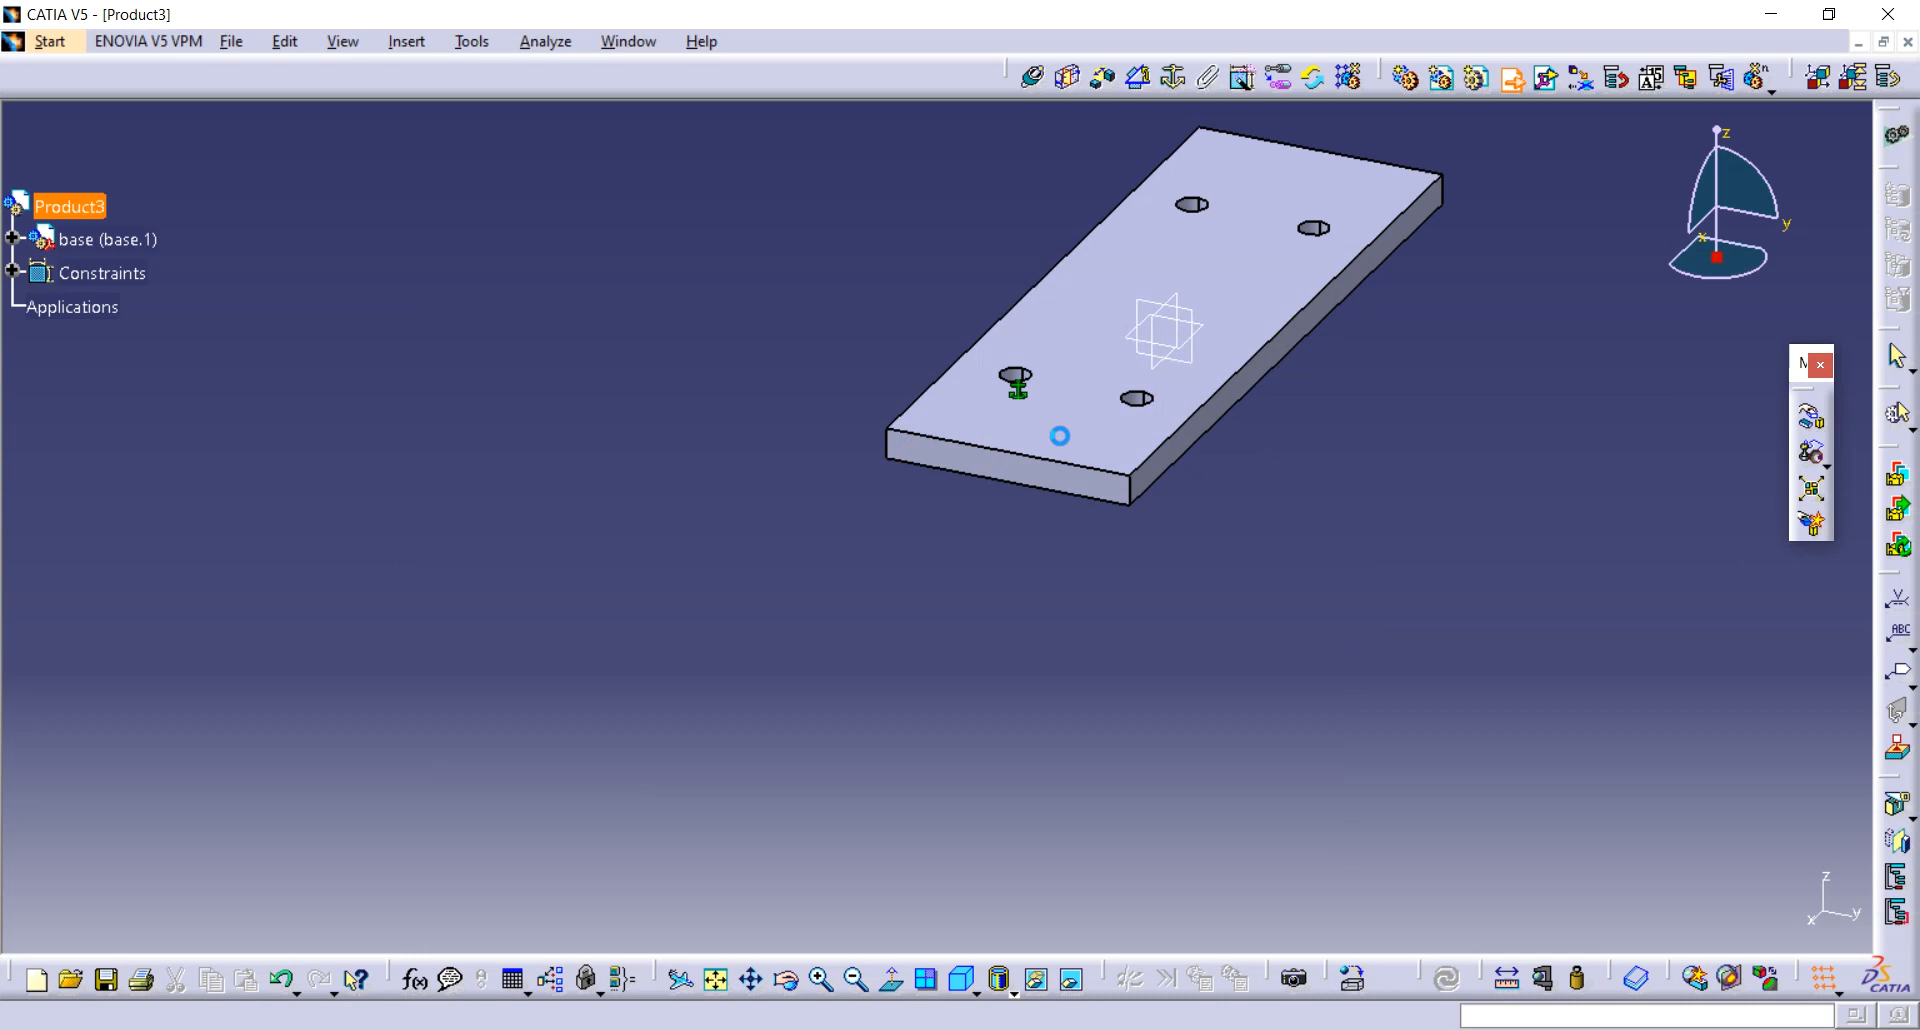 CATIA V5 - [Product3]
Start ENOVIA V5 VPM File Edit View Insert Tools Analyze Window Help
z
y
x
Product3
base (base.1)
Constraints
Applications
ABC
z
x y
f(x)
CATIA